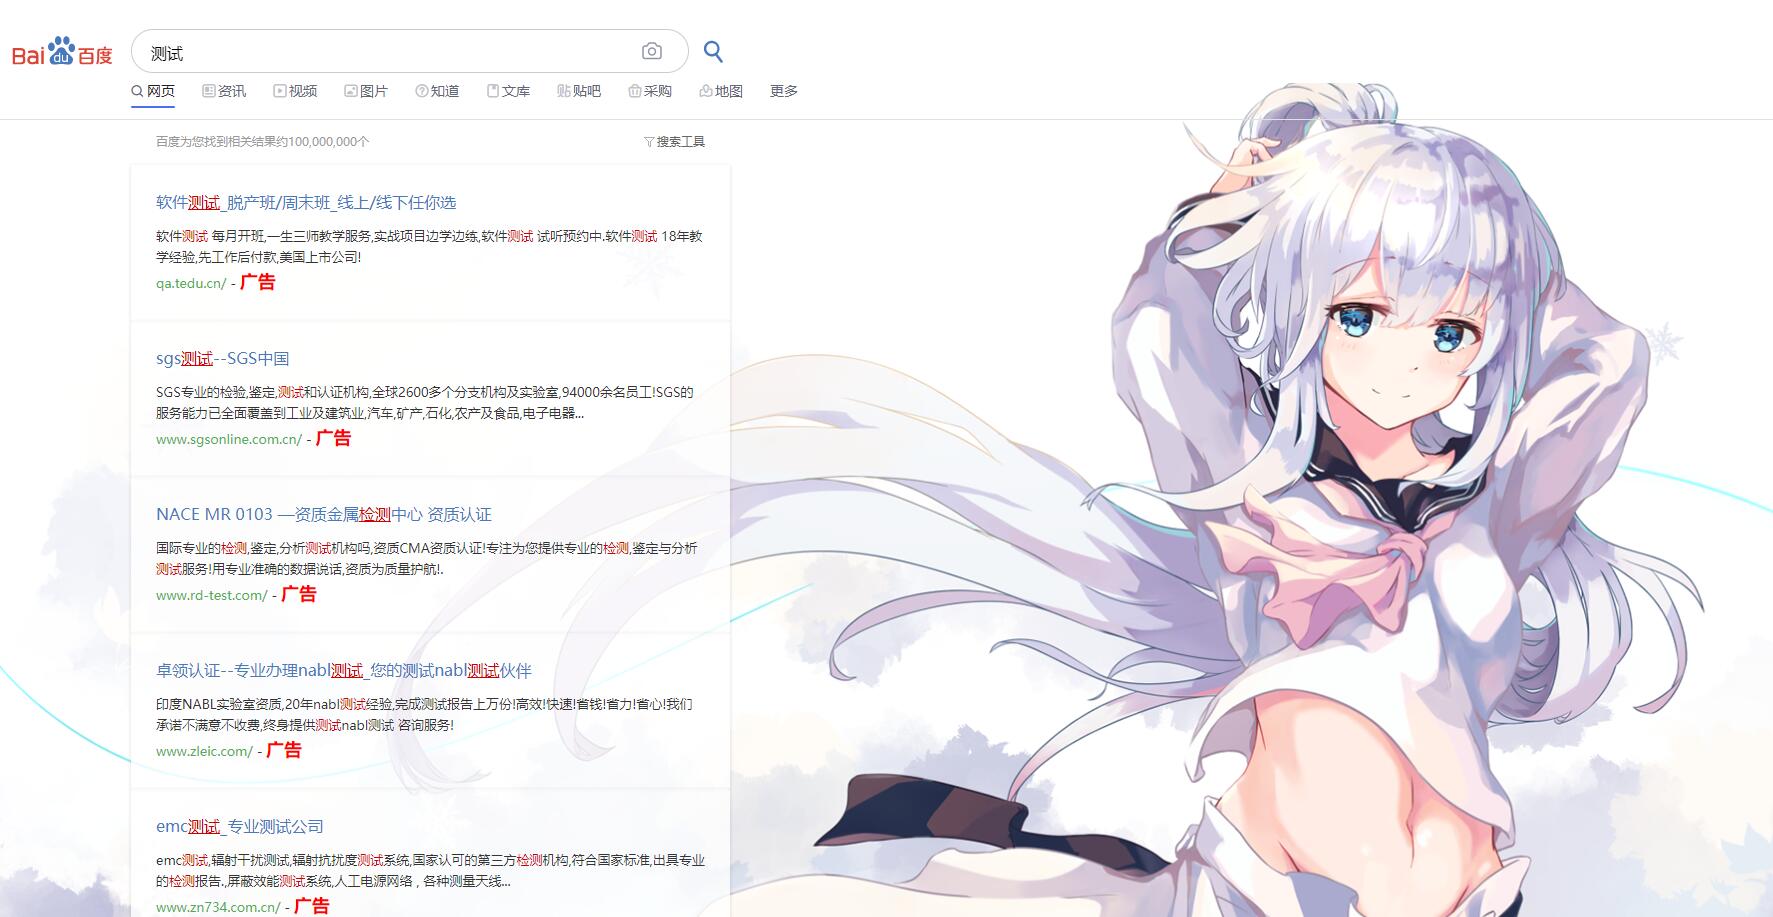 Bai du 百度
测试
网页 资讯 视频 图片 知道 文库 贴吧 采购 地图 更多
百度为您找到相关结果约100,000,000个 搜索工具
软件测试_脱产班/周末班_线上/线下任你选
软件测试 每月开班,一生三师教学服务,实战项目边学边练,软件测试 试听预约中.软件测试 18年教
学经验,先工作后付款,美国上市公司!
qa.tedu.cn/ - 广告
sgs测试--SGS中国
SGS专业的检验,鉴定,测试和认证机构,全球2600多个分支机构及实验室,94000余名员工!SGS的
服务能力已全面覆盖到工业及建筑业,汽车,矿产,石化,农产及食品,电子电器...
www.sgsonline.com.cn/ - 广告
NACE MR 0103 —资质金属检测中心 资质认证
国际专业的检测,鉴定,分析测试机构吗,资质CMA资质认证!专注为您提供专业的检测,鉴定与分析
测试服务!用专业准确的数据说话,资质为质量护航!.
www.rd-test.com/ - 广告
卓领认证--专业办理nabl测试_您的测试nabl测试伙伴
印度NABL实验室资质,20年nabl测试经验,完成测试报告上万份!高效!快速!省钱!省力!省心!我们
承诺不满意不收费,终身提供测试nabl测试 咨询服务!
www.zleic.com/ - 广告
emc测试_专业测试公司
emc测试,辐射干扰测试,辐射抗扰度测试系统,国家认可的第三方检测机构,符合国家标准,出具专业
的检测报告.,屏蔽效能测试系统,人工电源网络 , 各种测量天线...
www.zn734.com.cn/ - 广告